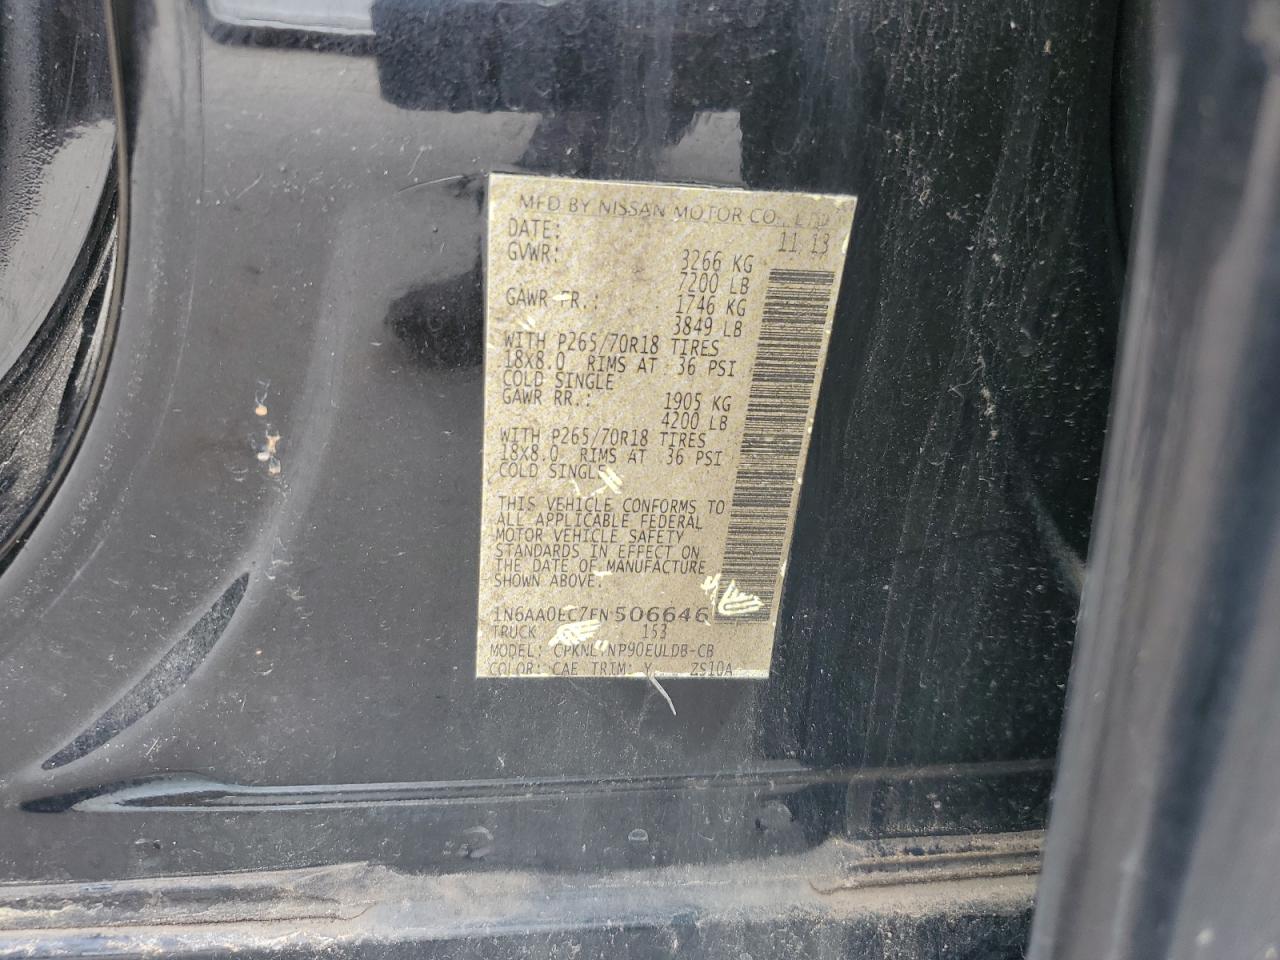 MFD BY NISSAN MOTOR CO., LTD
DATE: 11.13
GVWR: 3266 KG
7200 LB
GAWR FR.: 1746 KG
3849 LB
WITH P265/70R18 TIRES
18X8.0 RIMS AT 36 PSI
COLD SINGLE
GAWR RR.: 1905 KG
4200 LB
WITH P265/70R18 TIRES
18X8.0 RIMS AT 36 PSI
COLD SINGLE
THIS VEHICLE CONFORMS TO
ALL APPLICABLE FEDERAL
MOTOR VEHICLE SAFETY
STANDARDS IN EFFECT ON
THE DATE OF MANUFACTURE
SHOWN ABOVE.
1N6AA0EC7EN506646
TRUCK 153
MODEL:
COLOR: CAE TRIM: Y ZS10A